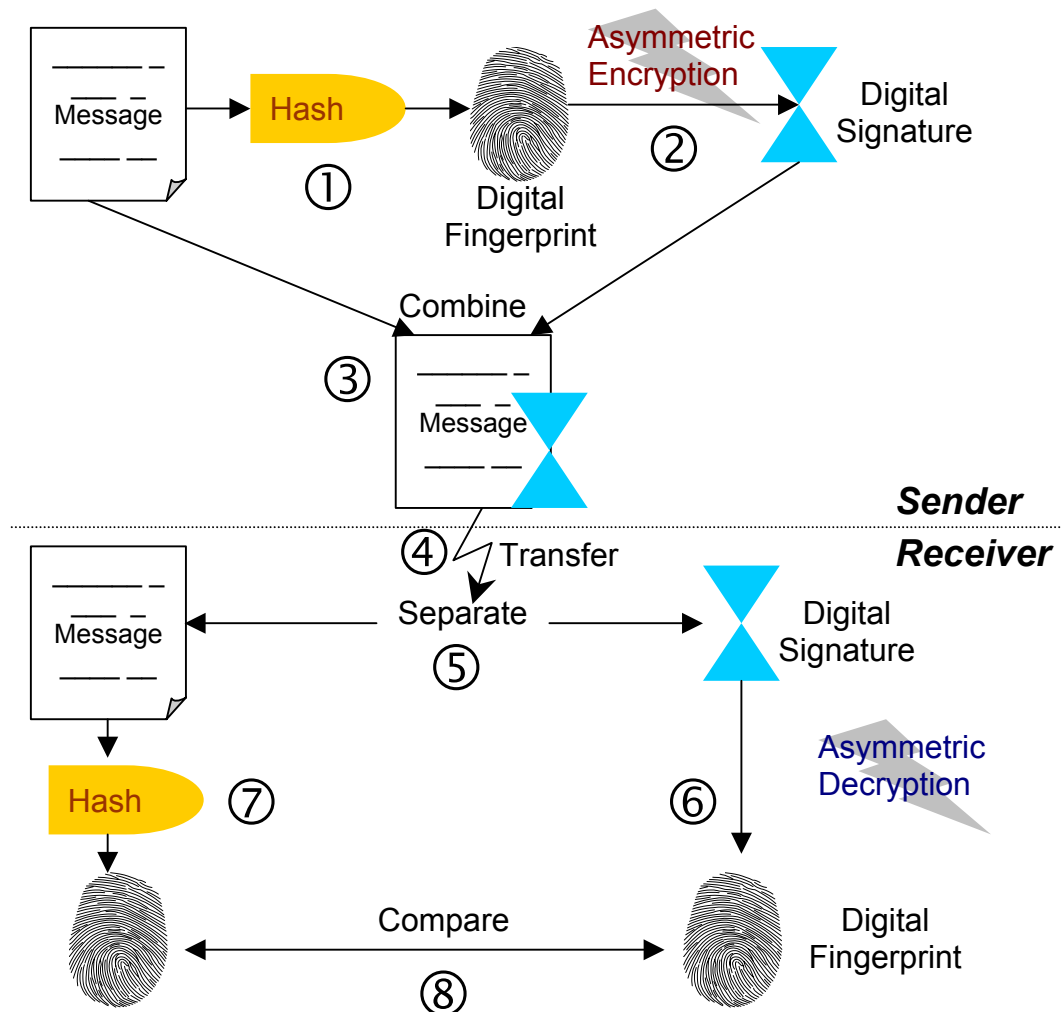 Message
Hash
①
Digital
Fingerprint
Asymmetric
Encryption
②
Digital
Signature
Combine
③
Message
Sender
④
Transfer
Receiver
Message
Separate
⑤
Digital
Signature
Hash
⑦
⑥
Asymmetric
Decryption
Compare
⑧
Digital
Fingerprint